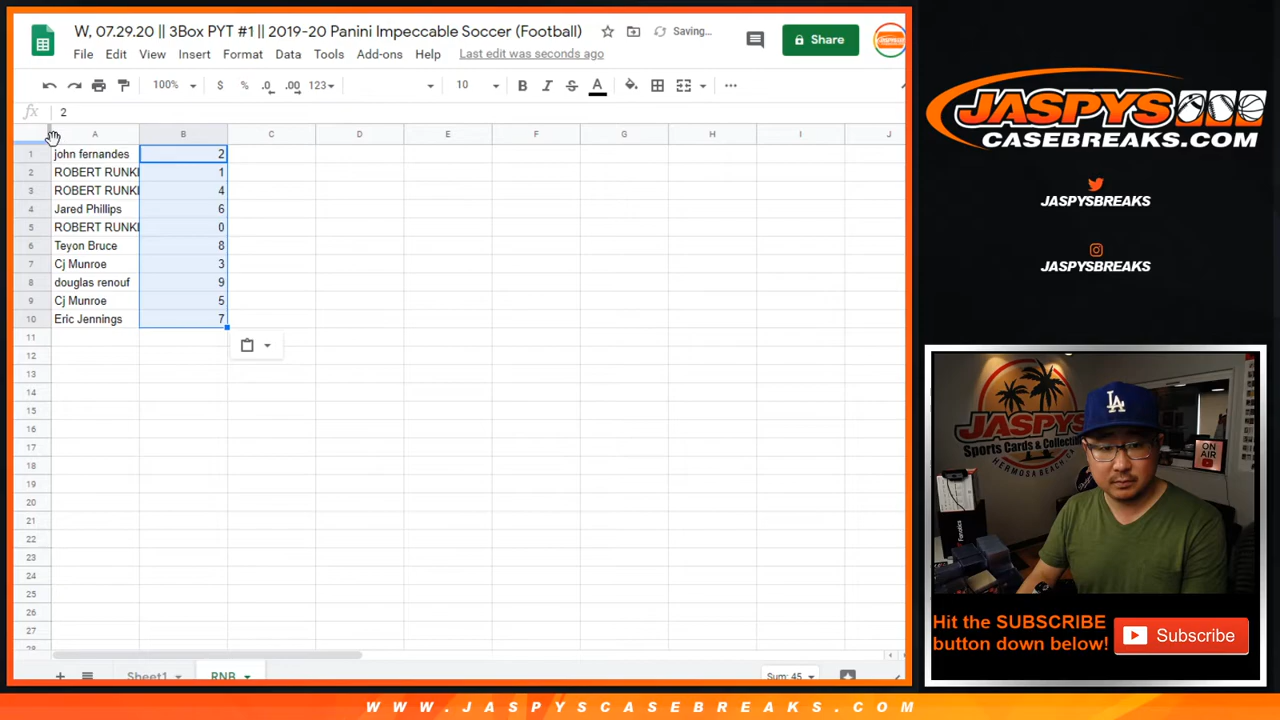 W, 07.29.20 || 3Box PYT #1 || 2019-20 Panini Impeccable Soccer (Football)
Saving...
File Edit View Insert Format Data Tools Add-ons Help Last edit was seconds ago
Share
100% $ % .0 .00 123 10 B I S A
fx 2
A B C D E F G H I J
1 john fernandes 2
2 ROBERT RUNKI 1
3 ROBERT RUNKI 4
4 Jared Phillips 6
5 ROBERT RUNKI 0
6 Teyon Bruce 8
7 Cj Munroe 3
8 douglas renouf 9
9 Cj Munroe 5
10 Eric Jennings 7
11
12
13
14
15
16
17
18
19
20
21
22
23
24
25
26
27
28
Sheet1 RNB Sum: 45
JASPYS
CASEBREAKS.COM
JASPYSBREAKS
JASPYSBREAKS
JASPYS
Sports Cards & Collectibl
HERMOSA BEACH, CA
LA
ON AIR
Fanatics
Hit the SUBSCRIBE
button down below!
Subscribe
WWW.JASPYSCASEBREAKS.COM